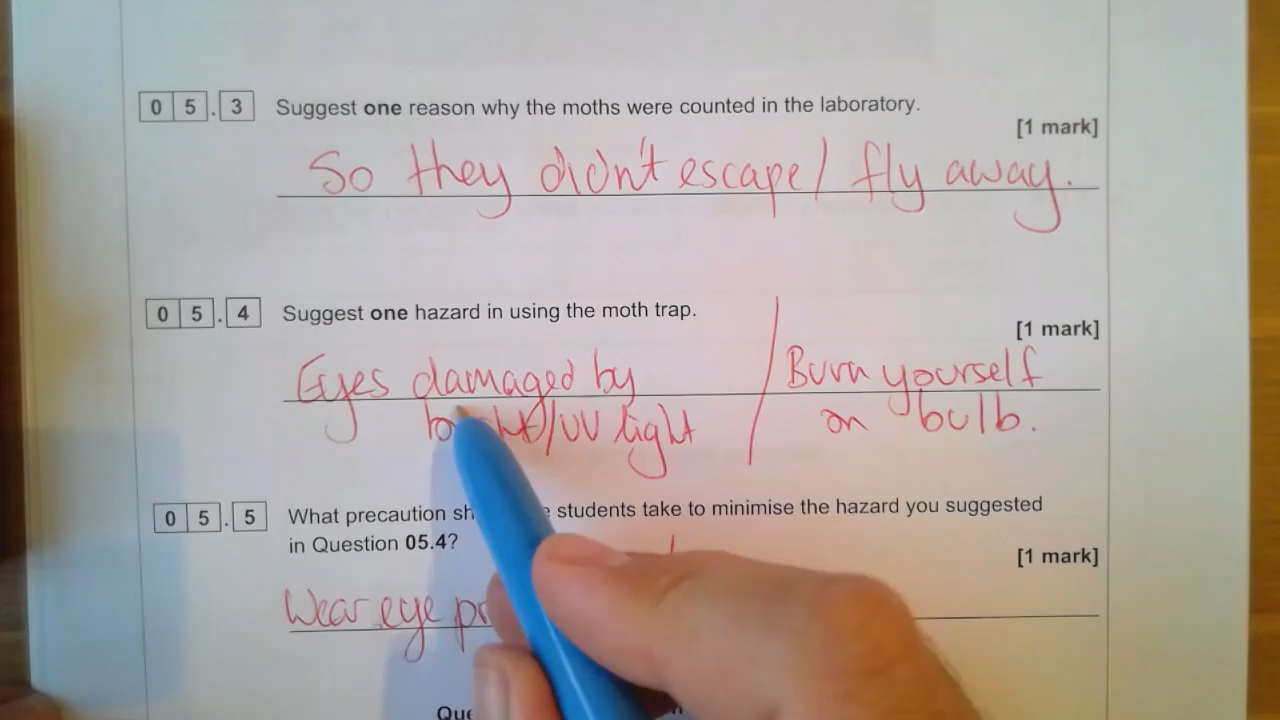 0 5 . 3 Suggest one reason why the moths were counted in the laboratory.
[1 mark]
So they didn't escape / fly away.
0 5 . 4 Suggest one hazard in using the moth trap.
[1 mark]
Eyes damaged by
/UV light
Burn yourself
on bulb.
0 5 . 5 What precaution students take to minimise the hazard you suggested
in Question 05.4?
[1 mark]
Wear eye